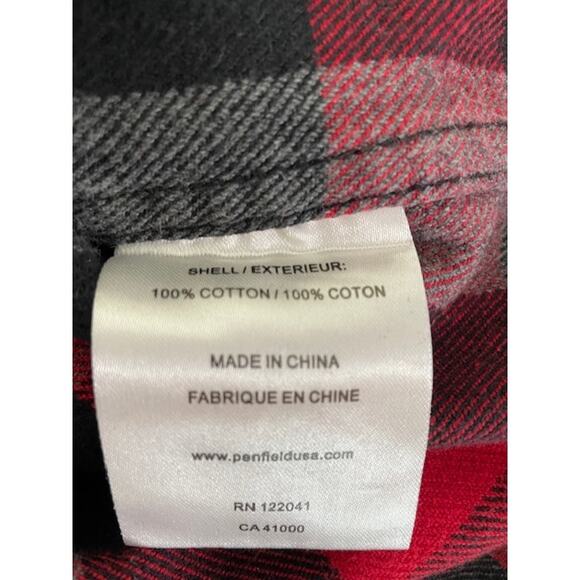 SHELL / EXTERIEUR:
100% COTTON / 100% COTON
MADE IN CHINA
FABRIQUE EN CHINE
www.penfieldusa.com
RN 122041
CA 41000